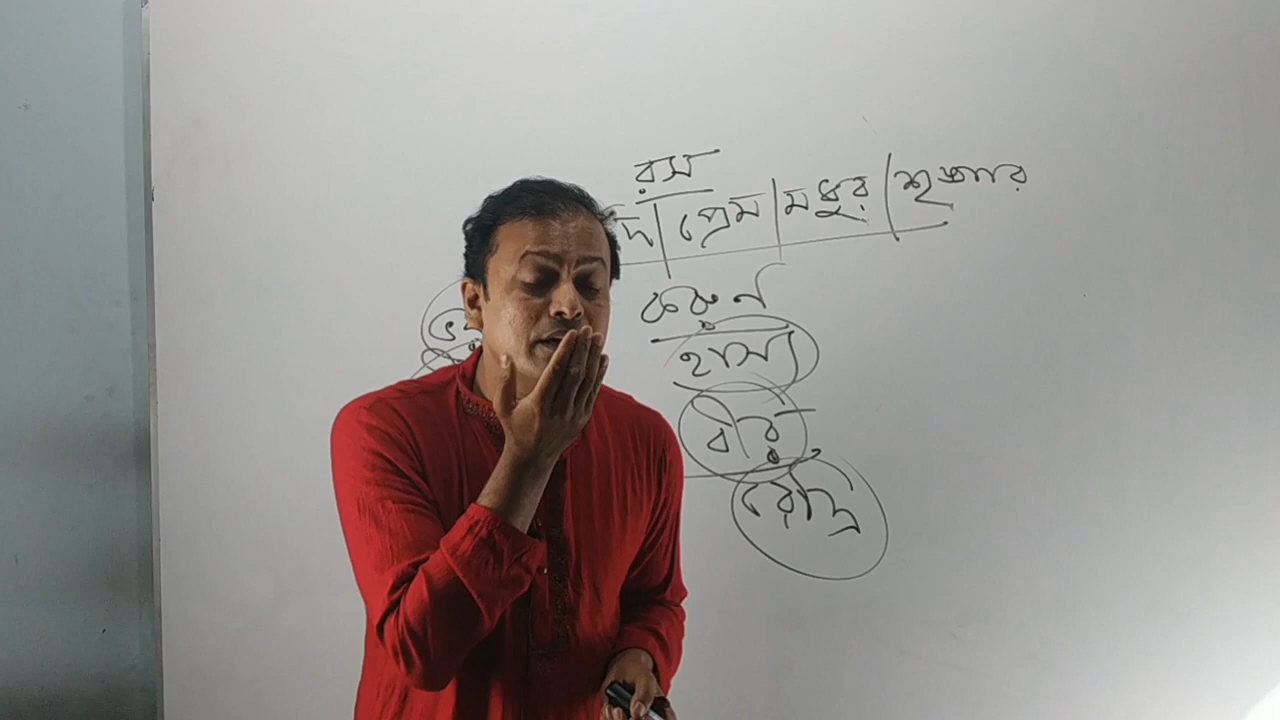 রস
প্রেম | মধুর | শৃঙ্গার
করুণ
হাস্য
বীর
রৌদ্র